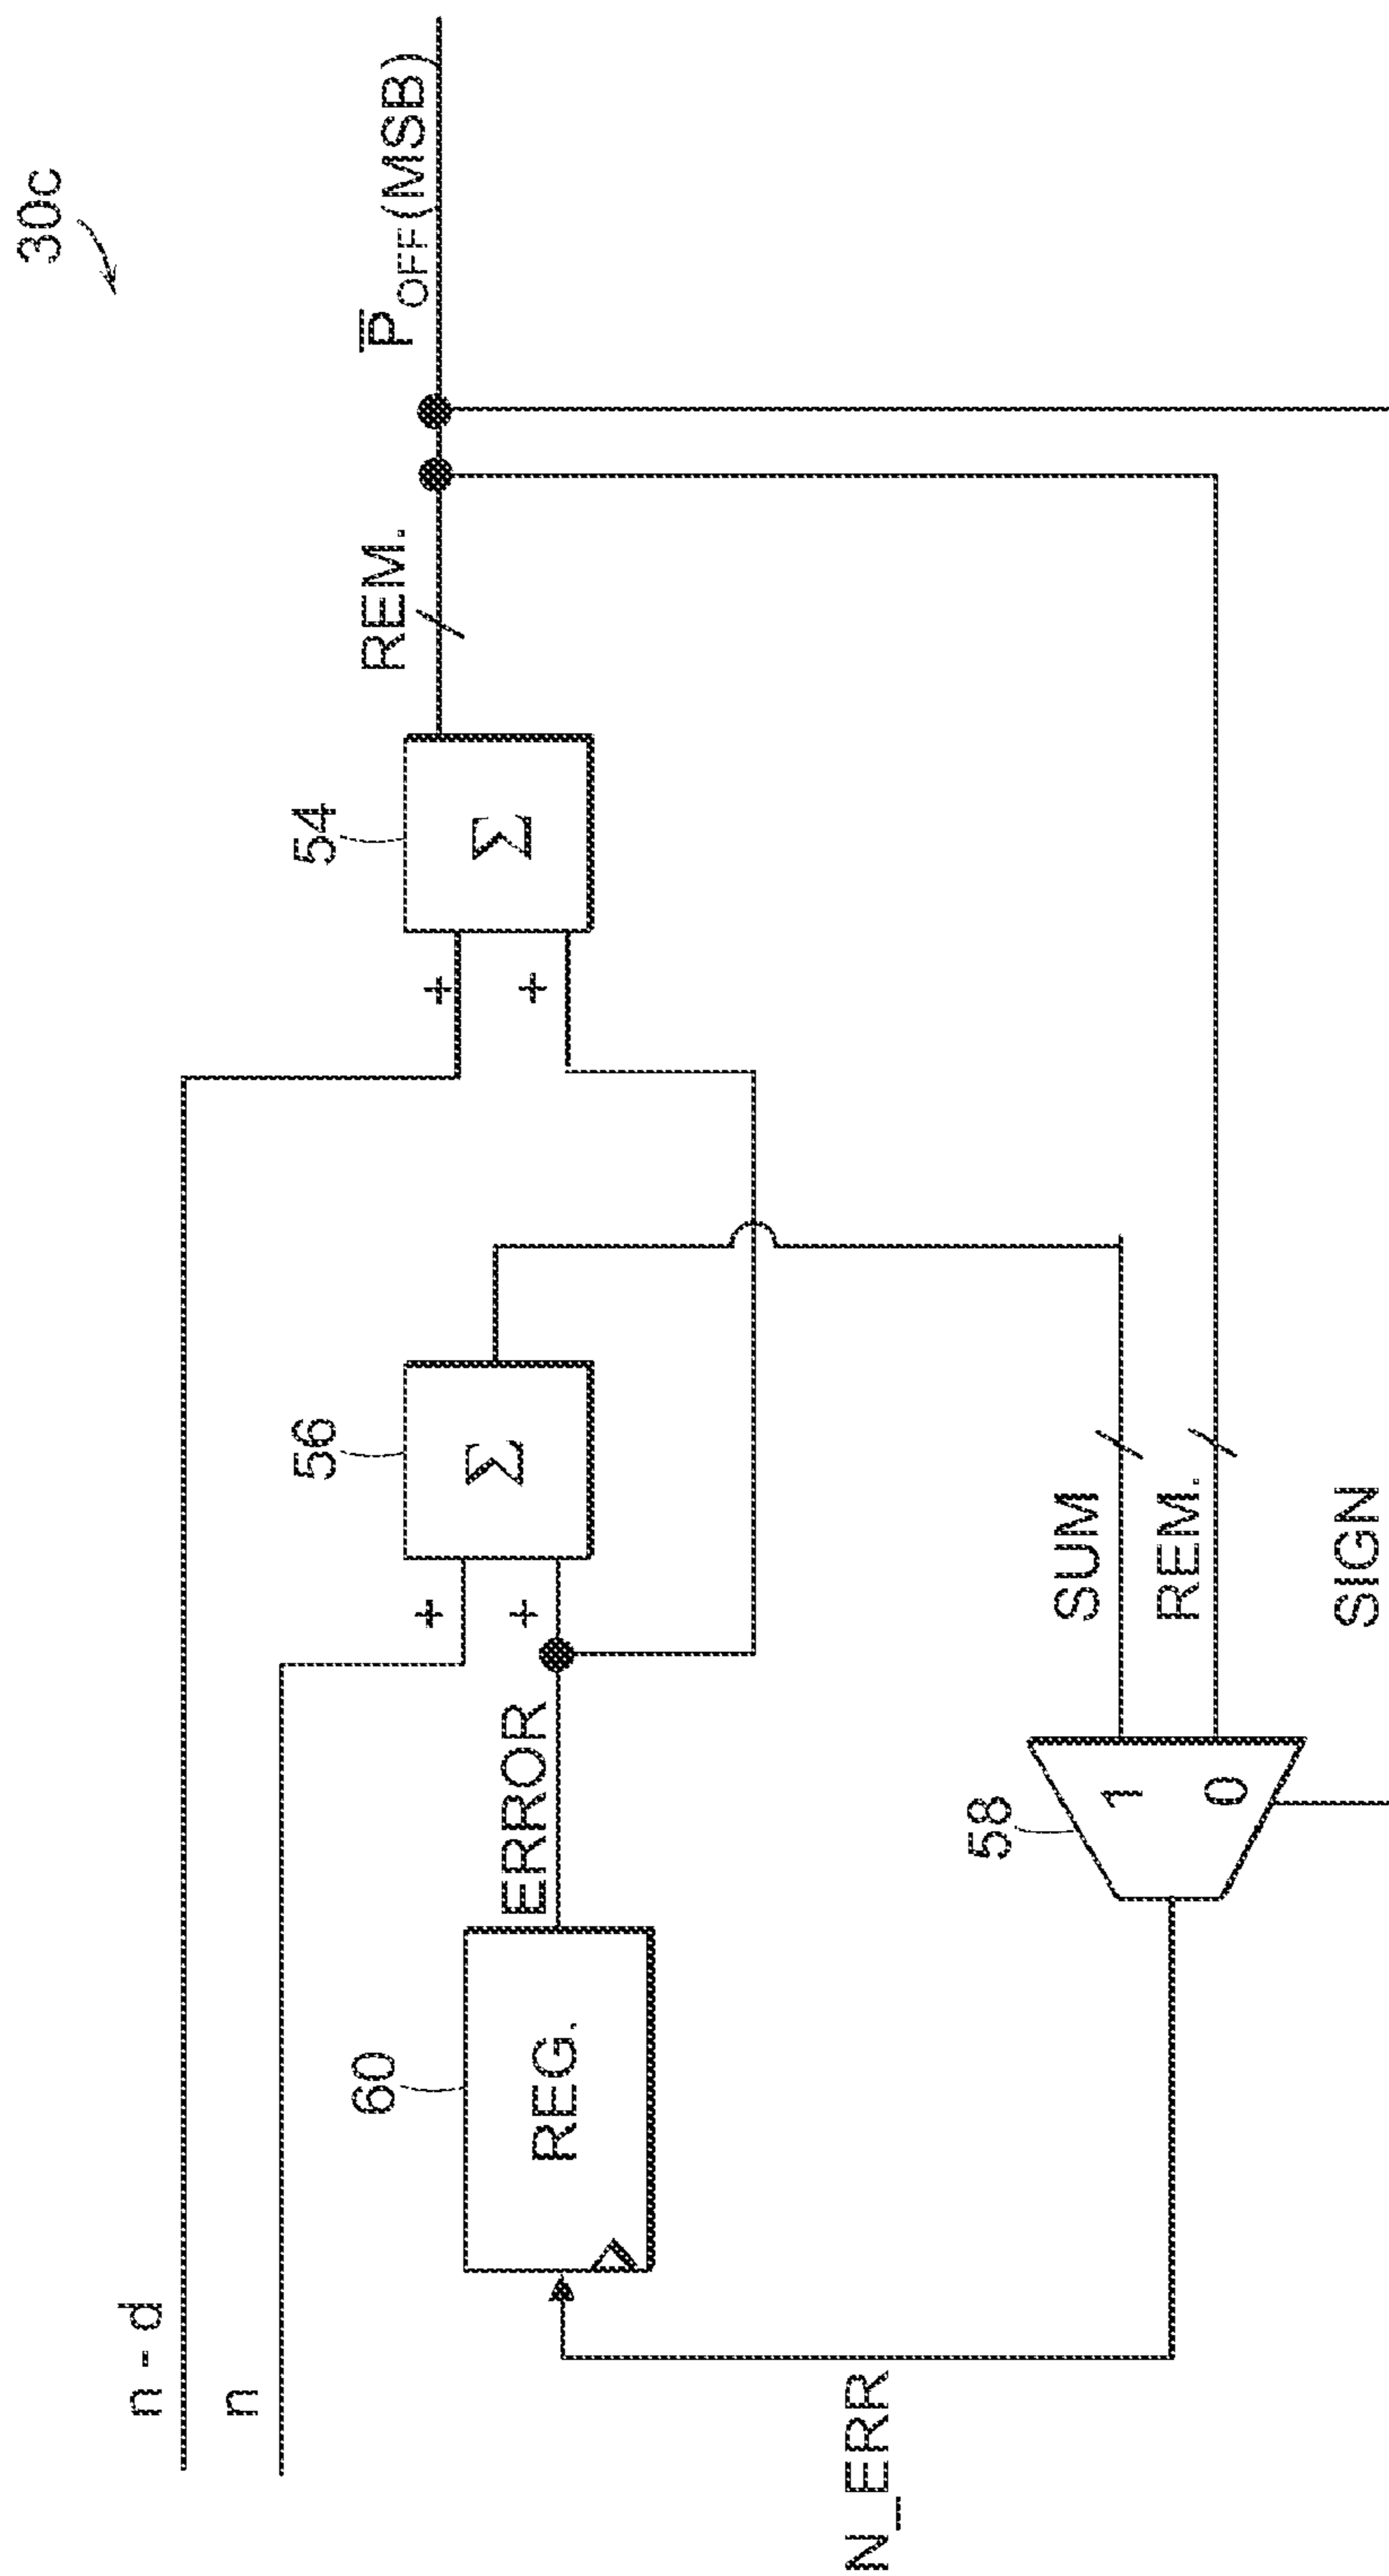 30c
n - d
n
56
54
REM.
P̅OFF(MSB)
+
+
+
+
Σ
Σ
60
REG.
ERROR
N_ERR
58
1
0
SUM
REM.
SIGN